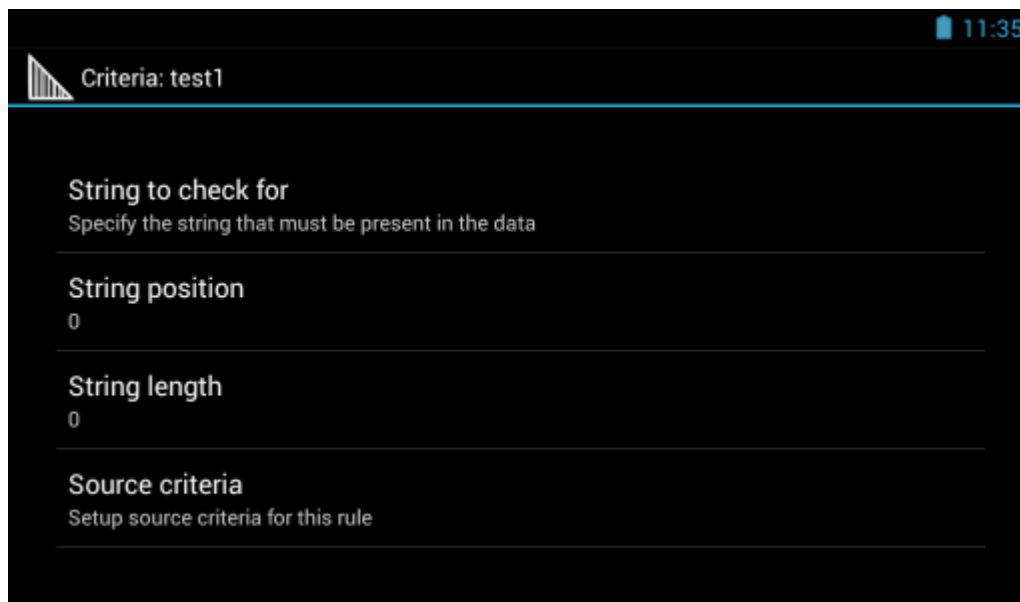 11:35
Criteria: test1
String to check for
Specify the string that must be present in the data
String position
0
String length
0
Source criteria
Setup source criteria for this rule